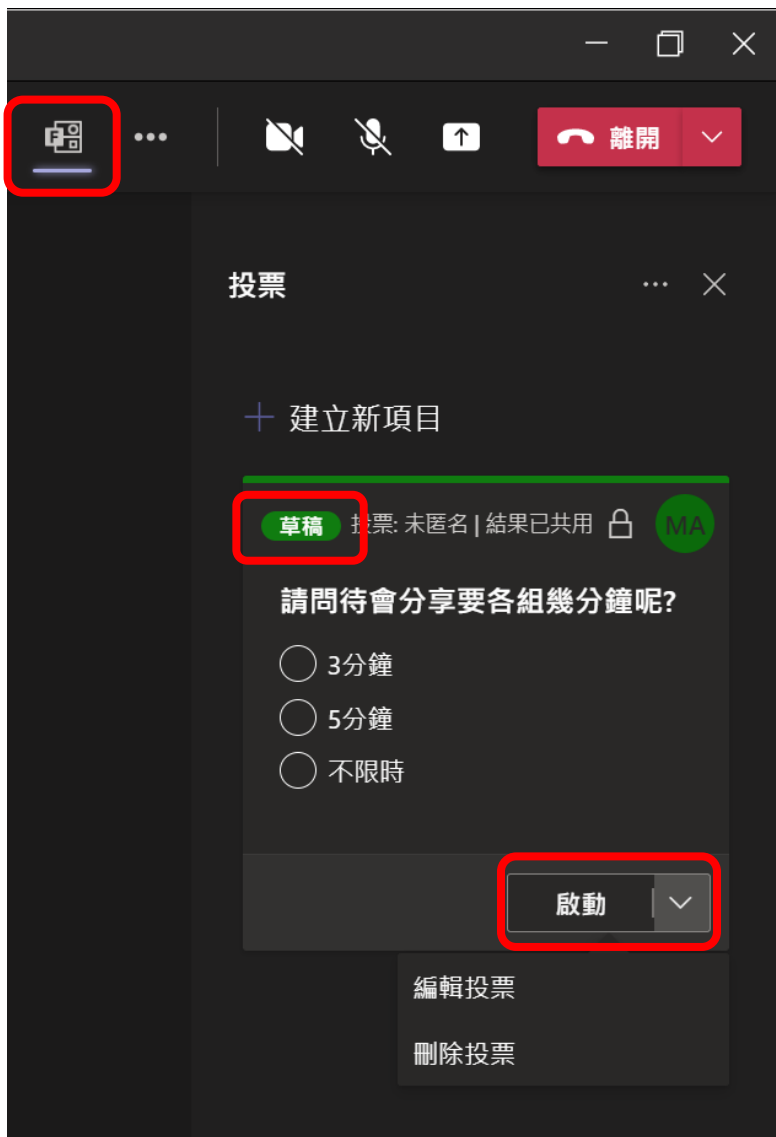 離開
投票
建立新項目
草稿 投票: 未匿名 | 結果已共用 MA
請問待會分享要各組幾分鐘呢?
3分鐘
5分鐘
不限時
啟動
編輯投票
刪除投票